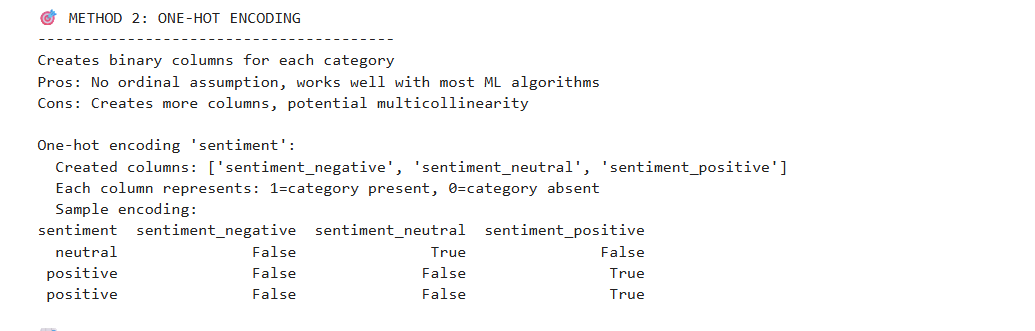 🎯 METHOD 2: ONE-HOT ENCODING
----------------------------------------
Creates binary columns for each category
Pros: No ordinal assumption, works well with most ML algorithms
Cons: Creates more columns, potential multicollinearity
One-hot encoding 'sentiment':
Created columns: ['sentiment_negative', 'sentiment_neutral', 'sentiment_positive']
Each column represents: 1=category present, 0=category absent
Sample encoding:
sentiment sentiment_negative sentiment_neutral sentiment_positive
neutral False True False
positive False False True
positive False False True